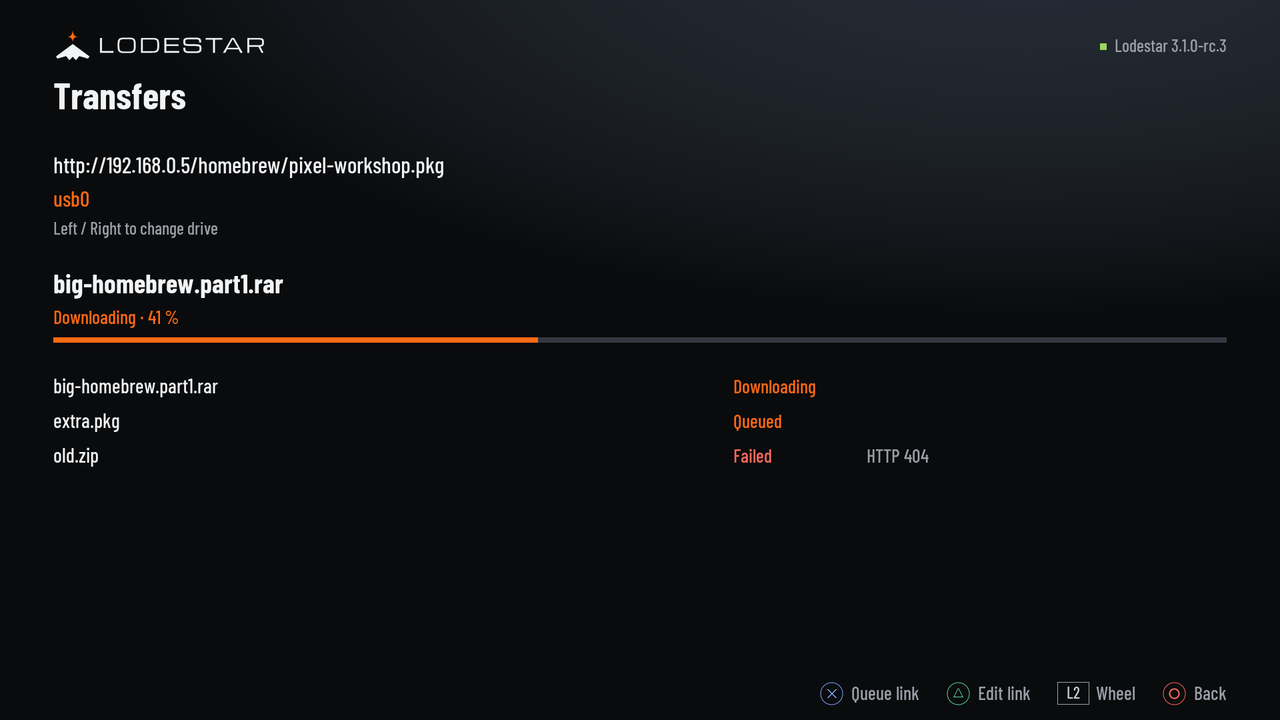 LODESTAR
Lodestar 3.1.0-rc.3
Transfers
http://192.168.0.5/homebrew/pixel-workshop.pkg
usb0
Left / Right to change drive
big-homebrew.part1.rar
Downloading · 41 %
big-homebrew.part1.rar Downloading
extra.pkg Queued
old.zip Failed HTTP 404
Queue link Edit link L2 Wheel Back